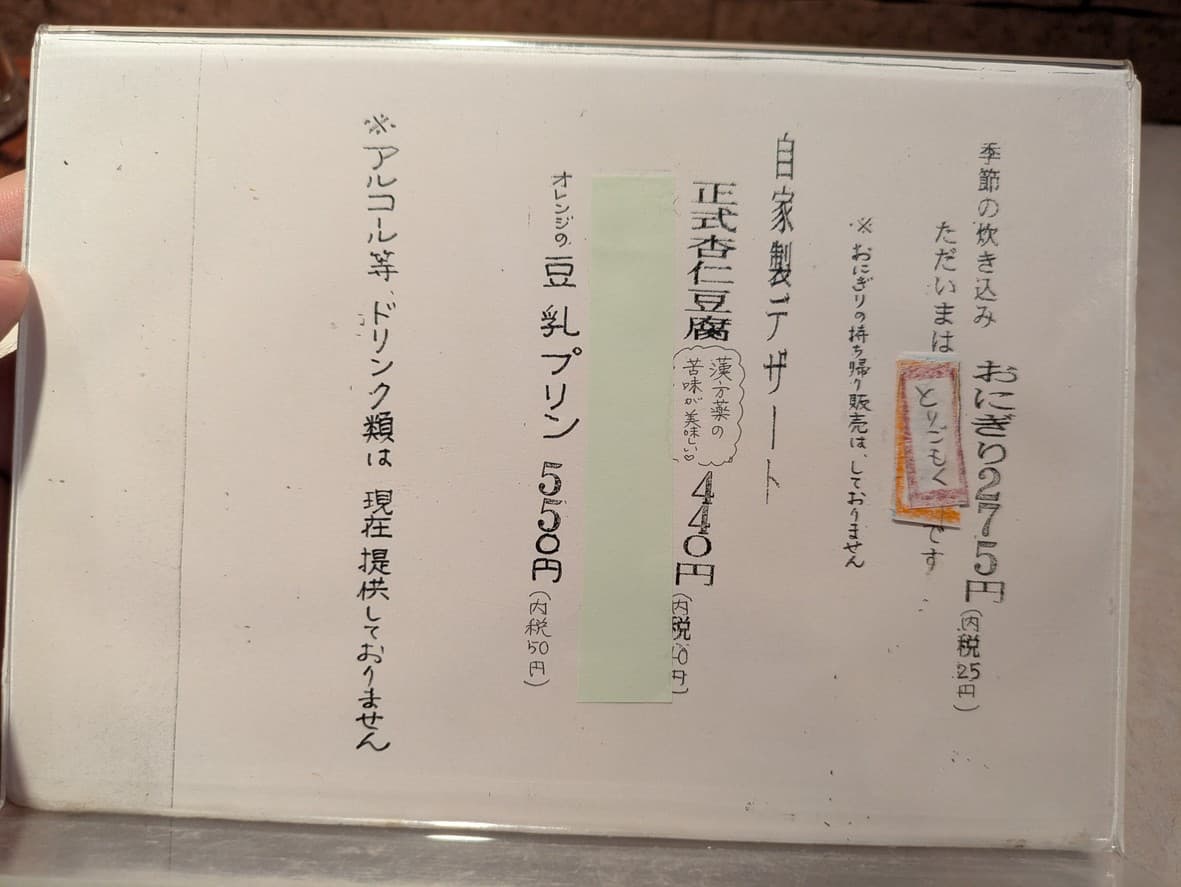 季節の炊き込み おにぎり275円(内税25円)
ただいまは とりごもく です
※おにぎりの持ち帰り販売は、しておりません
自家製デザート
正式杏仁豆腐 漢方薬の苦味が美味しい♡ 440円(内税40円)
オレンジの豆乳プリン 550円(内税50円)
※アルコール等、ドリンク類は 現在提供しておりません